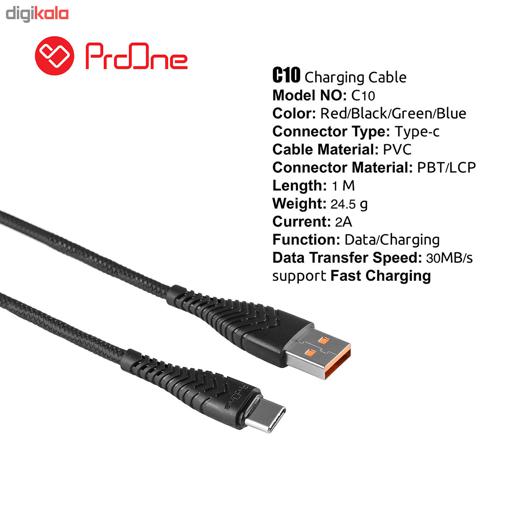 digikala
ProOne
C10 Charging Cable
Model NO: C10
Color: Red/Black/Green/Blue
Connector Type: Type-c
Cable Material: PVC
Connector Material: PBT/LCP
Length: 1 M
Weight: 24.5 g
Current: 2A
Function: Data/Charging
Data Transfer Speed: 30MB/s
support Fast Charging